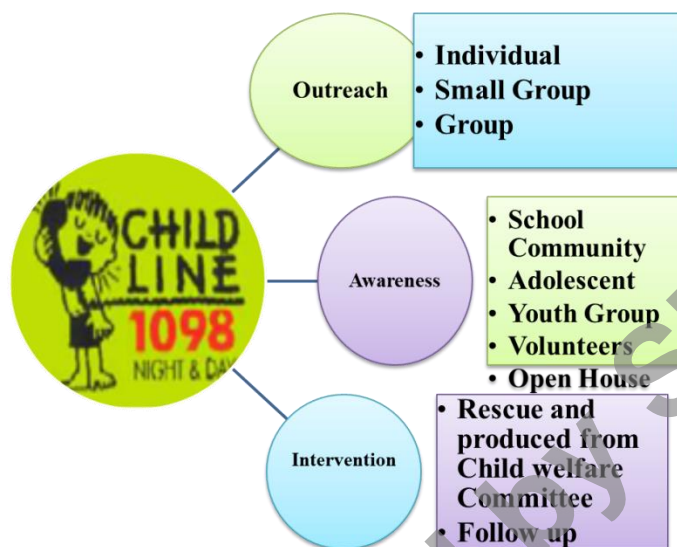 CHILD
LINE
1098
NIGHT & DAY
Outreach
• Individual
• Small Group
• Group
Awareness
• School
Community
• Adolescent
• Youth Group
• Volunteers
• Open House
Intervention
• Rescue and
produced from
Child welfare
Committee
• Follow up
by